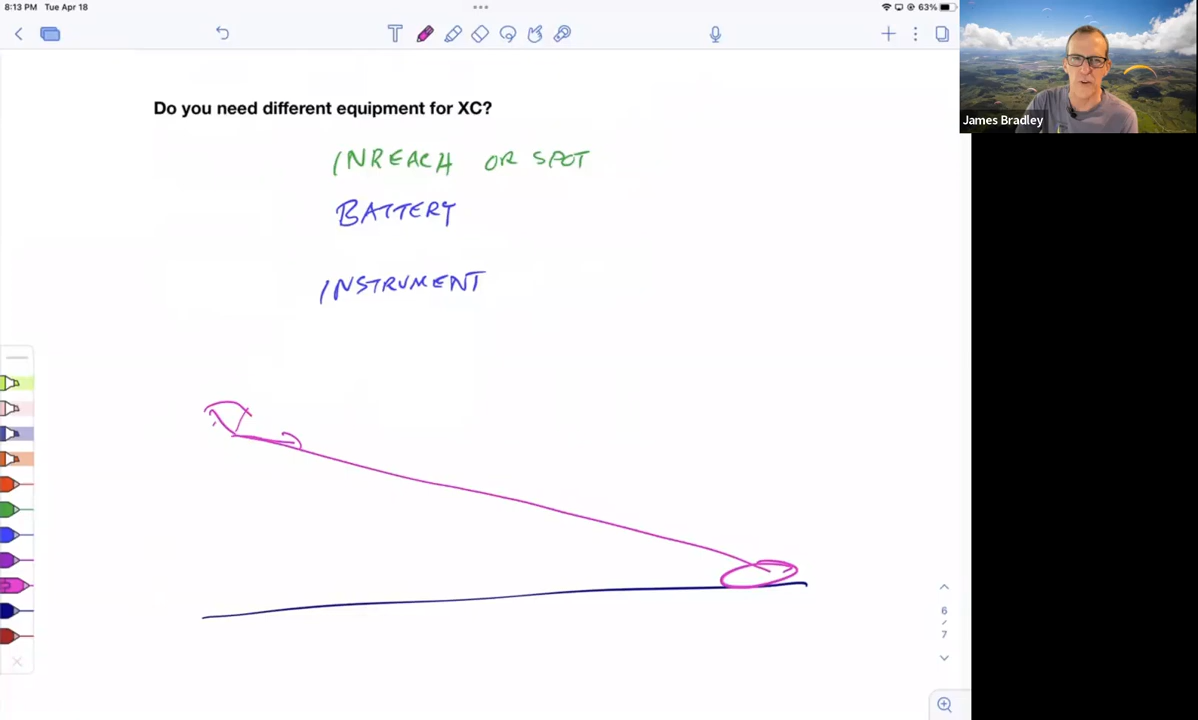 8:13 PM Tue Apr 18
63%
Do you need different equipment for XC?
INREACH OR SPOT
BATTERY
INSTRUMENT
James Bradley
6
/
7